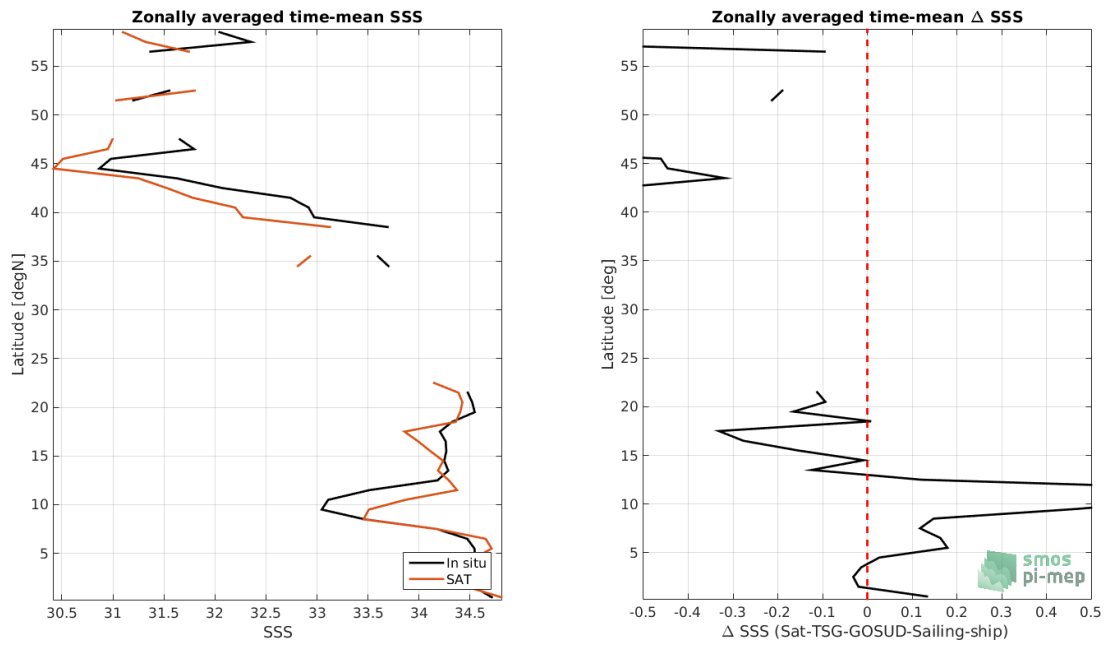 Zonally averaged time-mean SSS
55
50
45
40
35
30
25
20
15
10
5
Latitude [degN]
30.5 31 31.5 32 32.5 33 33.5 34 34.5
SSS
In situ
SAT
Zonally averaged time-mean Δ SSS
55
50
45
40
35
30
25
20
15
10
5
Latitude [deg]
-0.5 -0.4 -0.3 -0.2 -0.1 0 0.1 0.2 0.3 0.4 0.5
Δ SSS (Sat-TSG-GOSUD-Sailing-ship)
smos
pi-mep